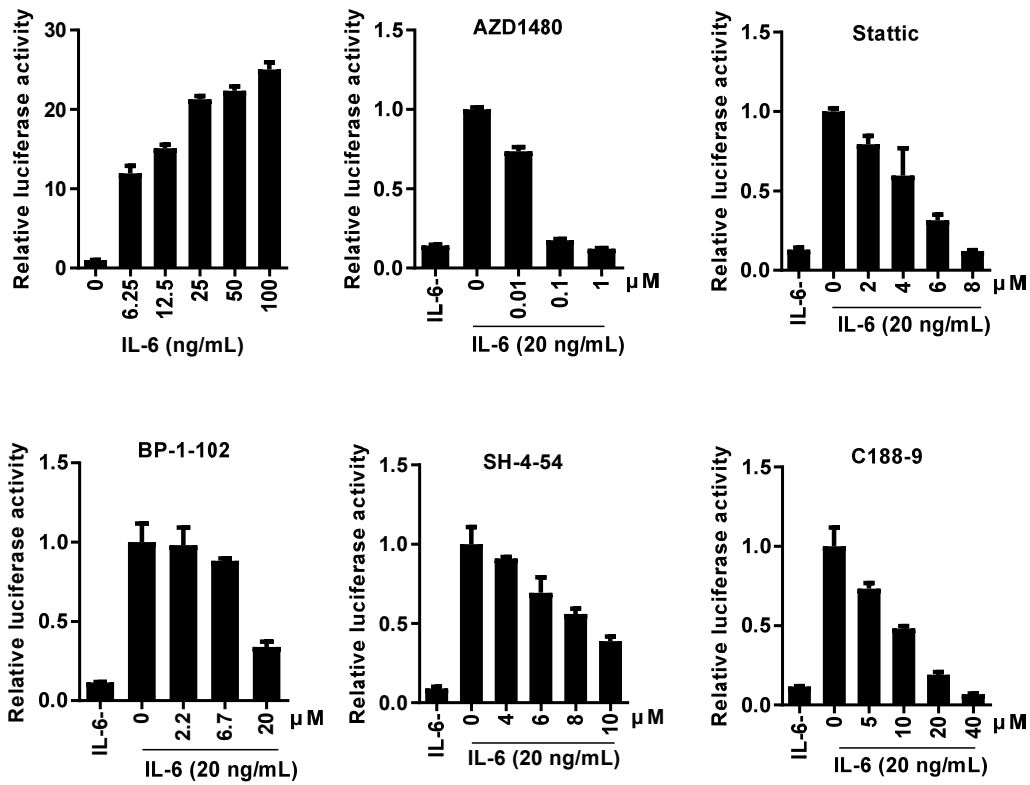 Relative luciferase activity
30
20
10
0
0
6.25
12.5
25
50
100
IL-6 (ng/mL)
AZD1480
Relative luciferase activity
1.5
1.0
0.5
0.0
IL-6-
0
0.01
0.1
1
µM
IL-6 (20 ng/mL)
Stattic
Relative luciferase activity
1.5
1.0
0.5
0.0
IL-6-
0
2
4
6
8
µM
IL-6 (20 ng/mL)
BP-1-102
Relative luciferase activity
1.5
1.0
0.5
0.0
IL-6-
0
2.2
6.7
20
µM
IL-6 (20 ng/mL)
SH-4-54
Relative luciferase activity
1.5
1.0
0.5
0.0
IL-6-
0
4
6
8
10
µM
IL-6 (20 ng/mL)
C188-9
Relative luciferase activity
1.5
1.0
0.5
0.0
IL-6-
0
5
10
20
40
µM
IL-6 (20 ng/mL)